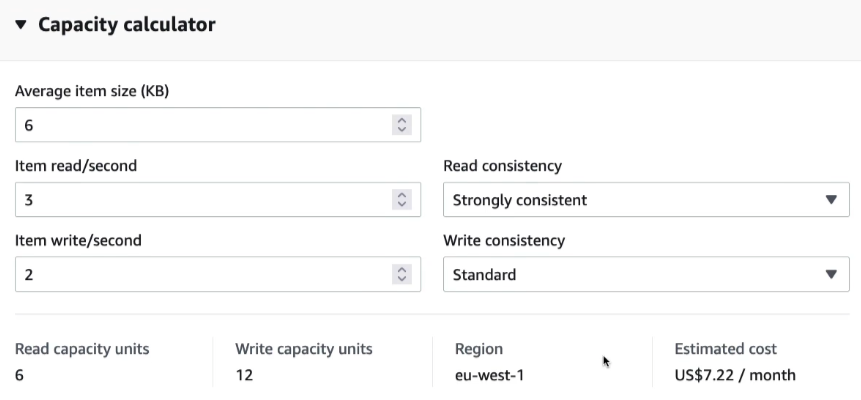 Capacity calculator
Average item size (KB)
6
Item read/second
3
Read consistency
Strongly consistent
Item write/second
2
Write consistency
Standard
Read capacity units
6
Write capacity units
12
Region
eu-west-1
Estimated cost
US$7.22 / month